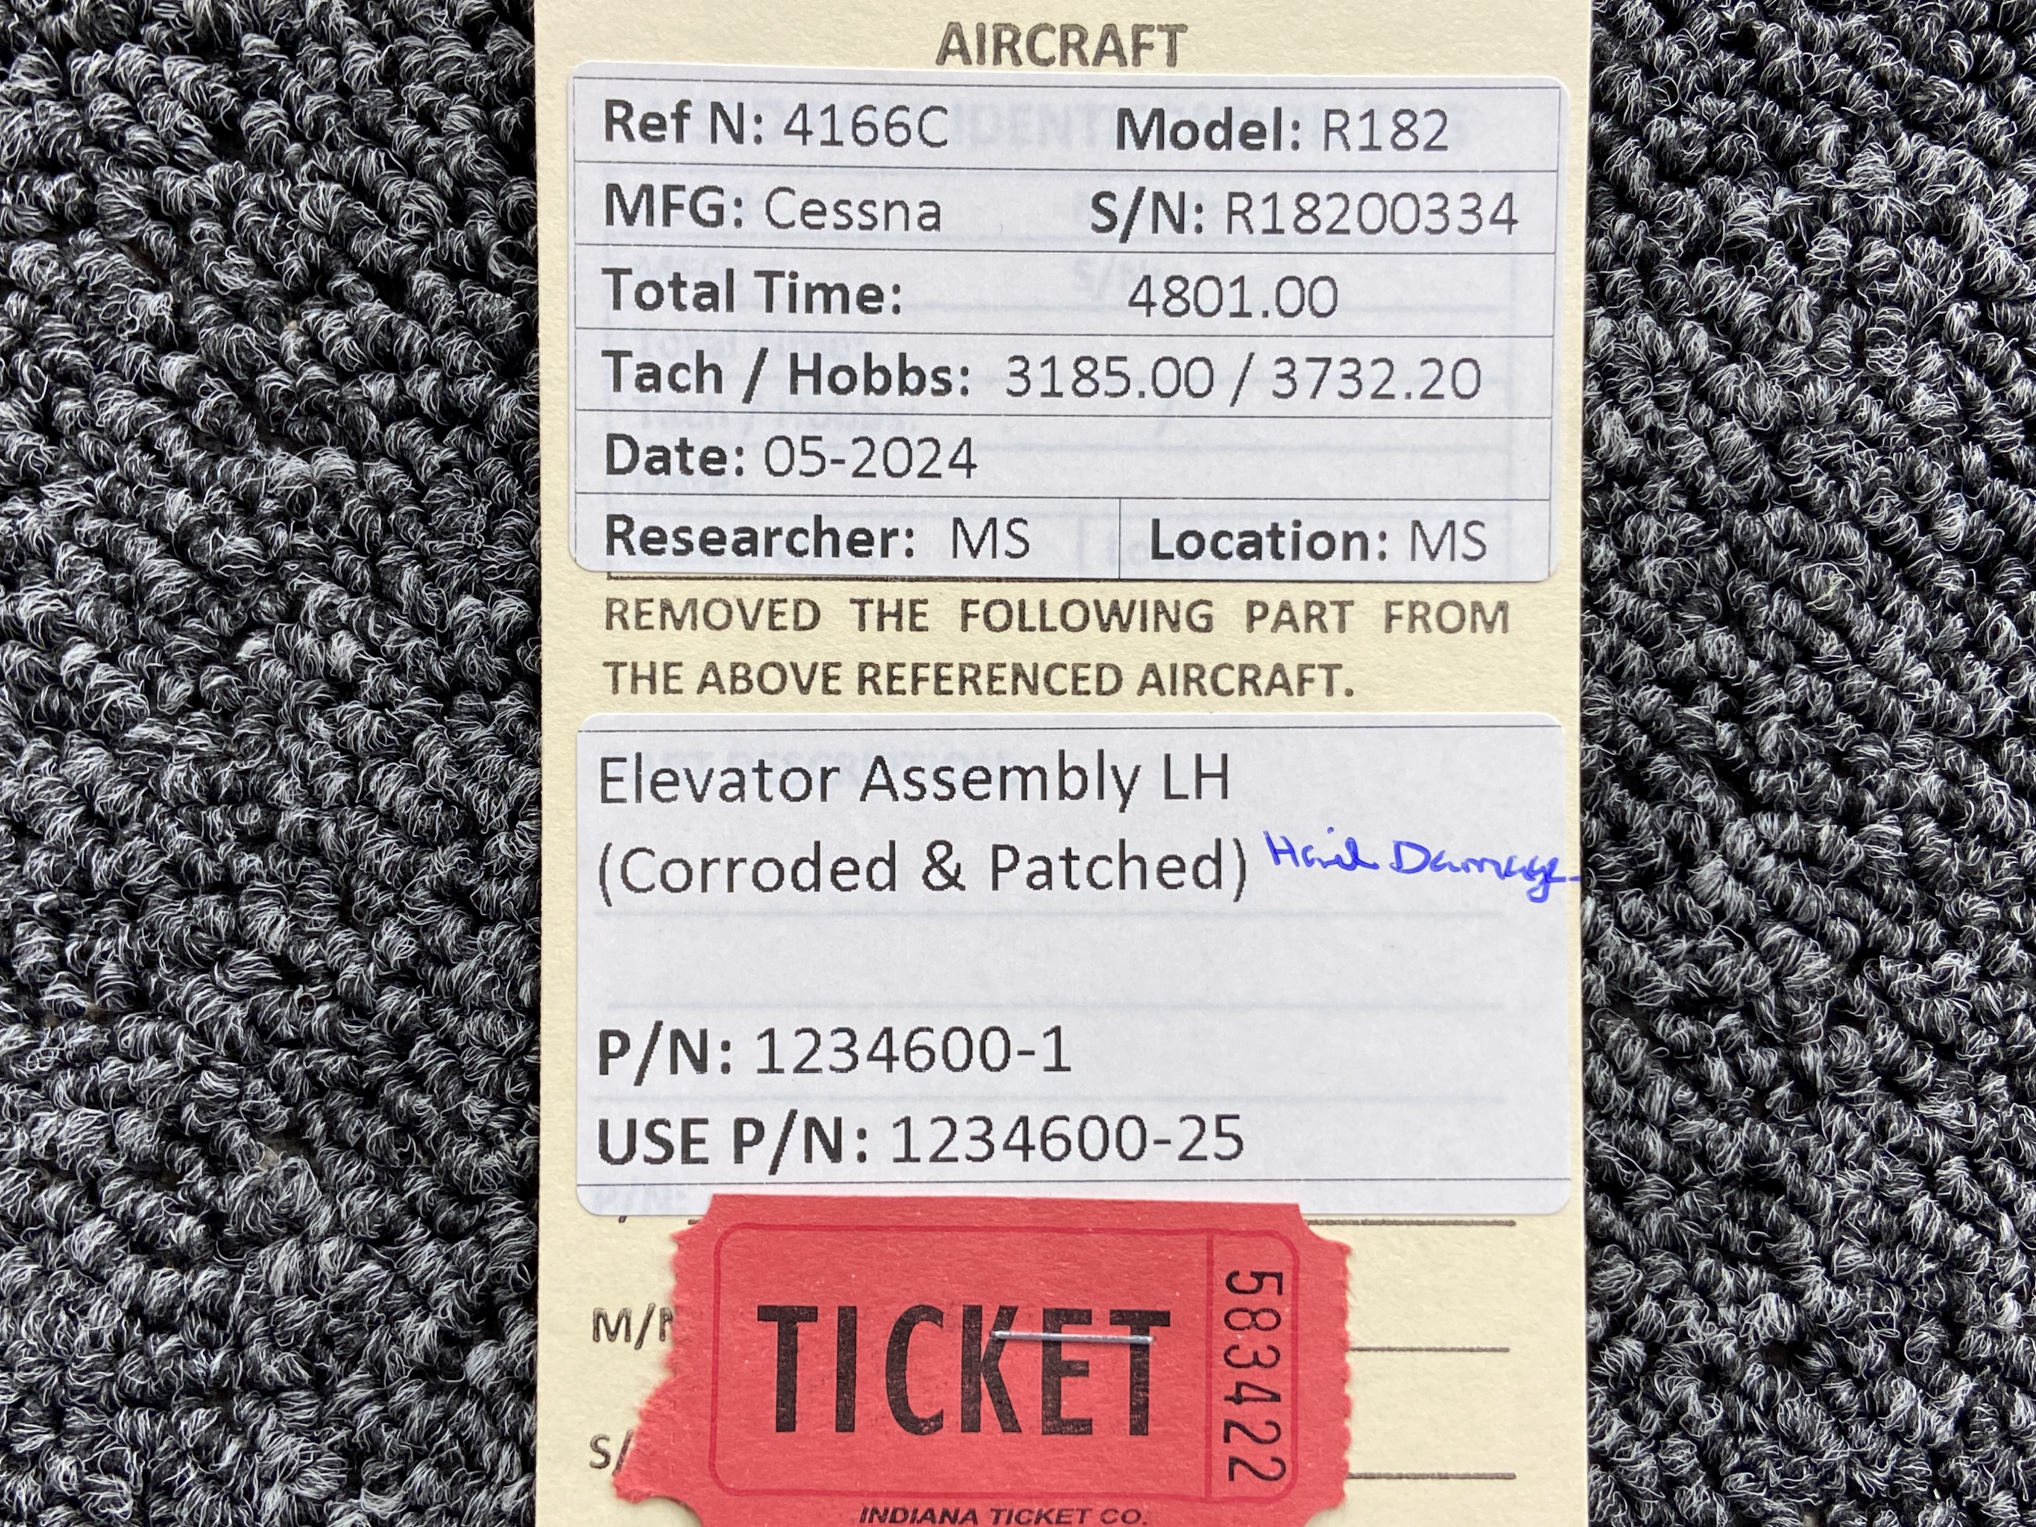 AIRCRAFT
Ref N: 4166C Model: R182
MFG: Cessna S/N: R18200334
Total Time: 4801.00
Tach / Hobbs: 3185.00 / 3732.20
Date: 05-2024
Researcher: MS Location: MS
REMOVED THE FOLLOWING PART FROM
THE ABOVE REFERENCED AIRCRAFT.
Elevator Assembly LH
(Corroded & Patched) Hail Damage
P/N: 1234600-1
USE P/N: 1234600-25
M/N
S/
TICKET
583422
INDIANA TICKET CO.